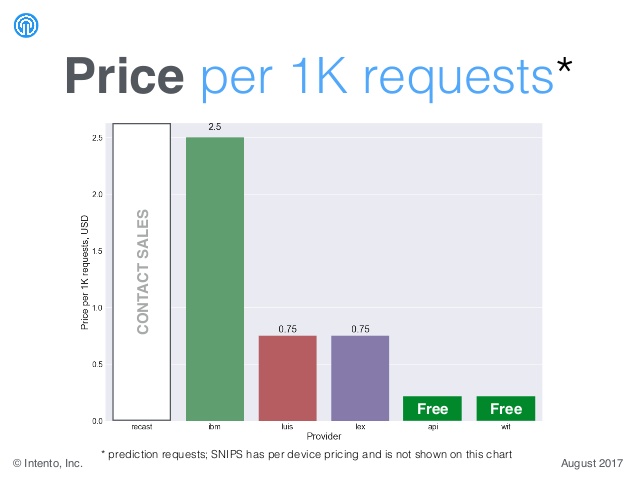 Price per 1K requests*
2.5
2.5
2.0
1.5
1.0
0.5
0.0
Price per 1K requests, USD
CONTACT SALES
0.75
0.75
Free
Free
recast
ibm
luis
lex
api
wit
Provider
* prediction requests; SNIPS has per device pricing and is not shown on this chart
© Intento, Inc.
August 2017